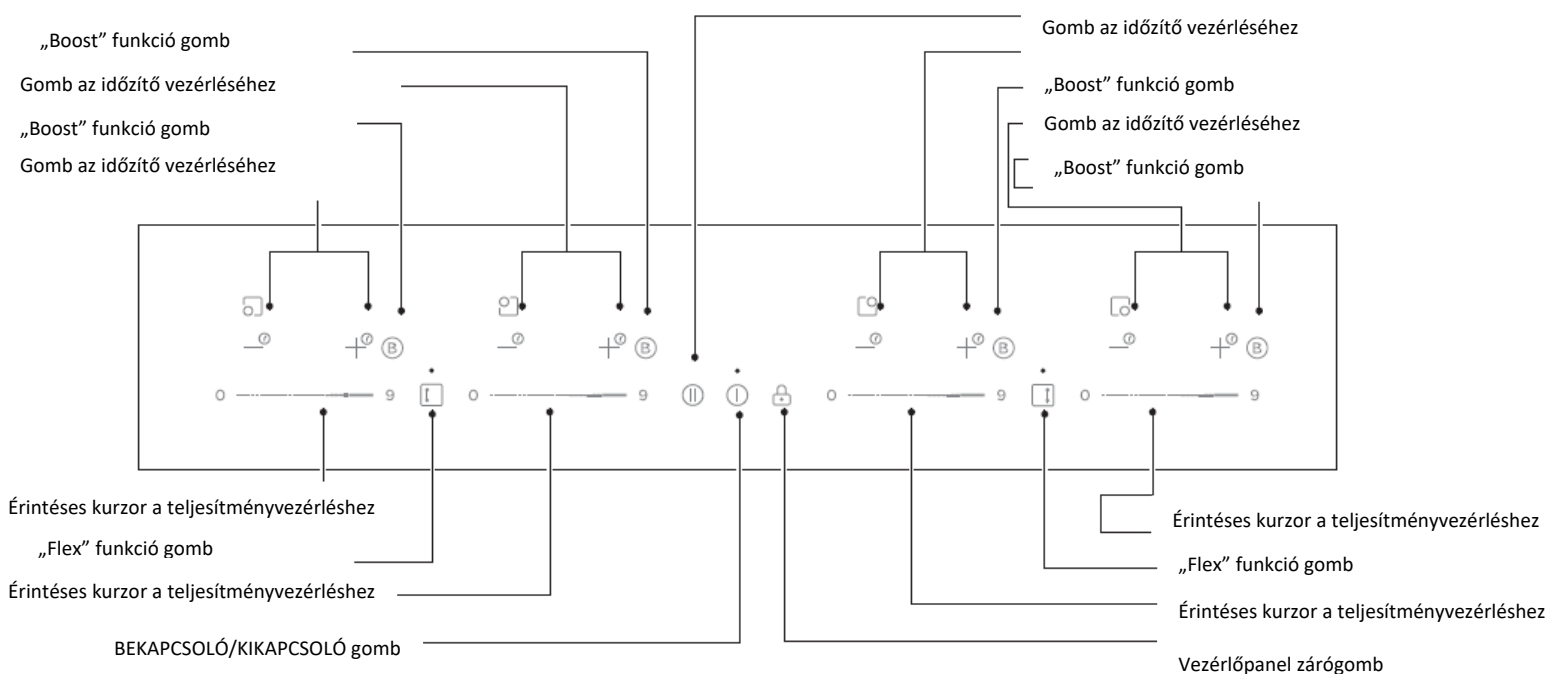 „Boost” funkció gomb
Gomb az időzítő vezérléséhez
„Boost” funkció gomb
Gomb az időzítő vezérléséhez
Gomb az időzítő vezérléséhez
„Boost” funkció gomb
Gomb az időzítő vezérléséhez
„Boost” funkció gomb
B B B B
0 9 0 9 0 9 0 9
Érintéses kurzor a teljesítményvezérléshez
„Flex” funkció gomb
Érintéses kurzor a teljesítményvezérléshez
BEKAPCSOLÓ/KIKAPCSOLÓ gomb
Érintéses kurzor a teljesítményvezérléshez
„Flex” funkció gomb
Érintéses kurzor a teljesítményvezérléshez
Vezérlőpanel zárógomb